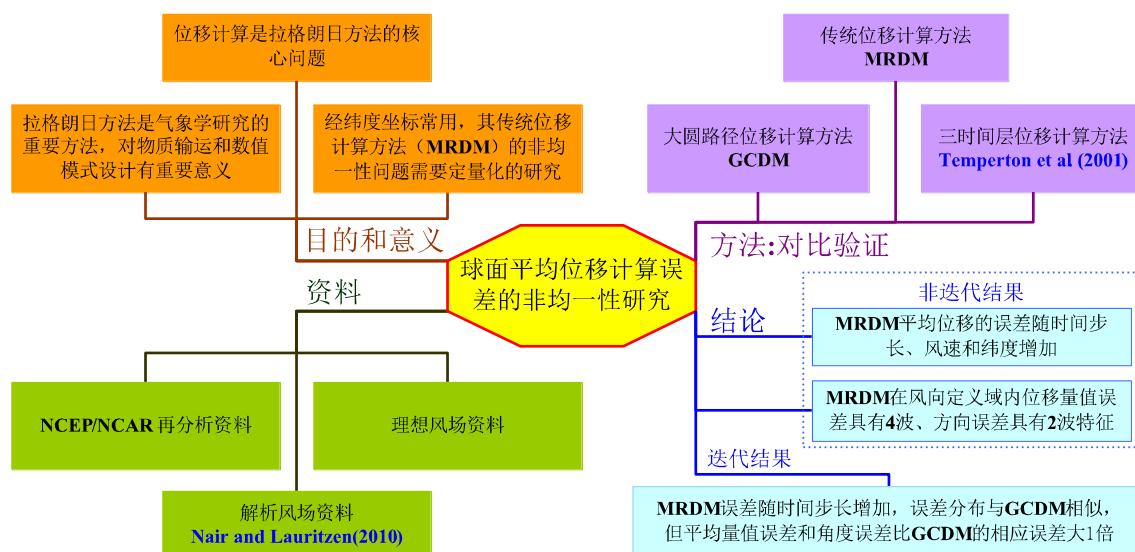 位移计算是拉格朗日方法的核
心问题
拉格朗日方法是气象学研究的
重要方法，对物质输运和数值
模式设计有重要意义
经纬度坐标常用，其传统位移
计算方法（MRDM）的非均
一性问题需要定量化的研究
目的和意义
传统位移计算方法
MRDM
大圆路径位移计算方法
GCDM
三时间层位移计算方法
Temperton et al (2001)
方法:对比验证
球面平均位移计算误
差的非均一性研究
资料
NCEP/NCAR 再分析资料
理想风场资料
解析风场资料
Nair and Lauritzen(2010)
结论
非迭代结果
MRDM平均位移的误差随时间步
长、风速和纬度增加
MRDM在风向定义域内位移量值误
差具有4波、方向误差具有2波特征
迭代结果
MRDM误差随时间步长增加，误差分布与GCDM相似，
但平均量值误差和角度误差比GCDM的相应误差大1倍